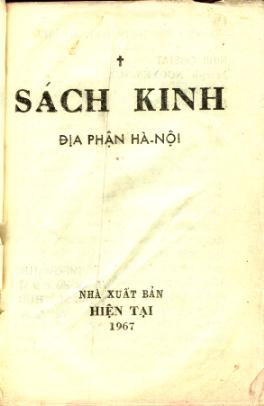 SÁCH KINH
ĐỊA PHẬN HÀ-NỘI
NHÀ XUẤT BẢN
HIỆN TẠI
1967